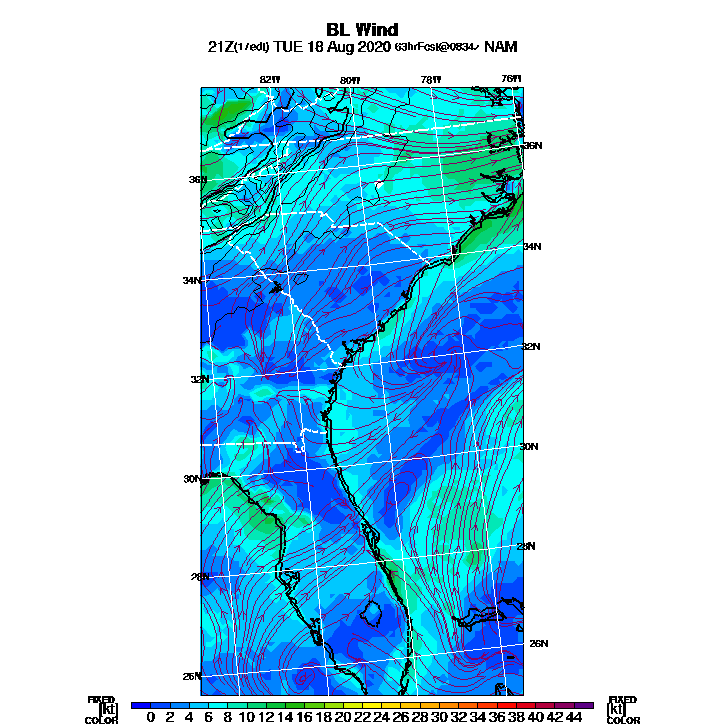 BL Wind
21Z(17edt) TUE 18 Aug 2020 63hrFcst@0834z NAM
82W 80W 78W 76W
36N 36N
34N 34N
32N 32N
30N 30N
28N 28N
26N 26N
FIXED FIXED
[kt] 0 2 4 6 8 10 12 14 16 18 20 22 24 26 28 30 32 34 36 38 40 42 44 [kt]
COLOR COLOR